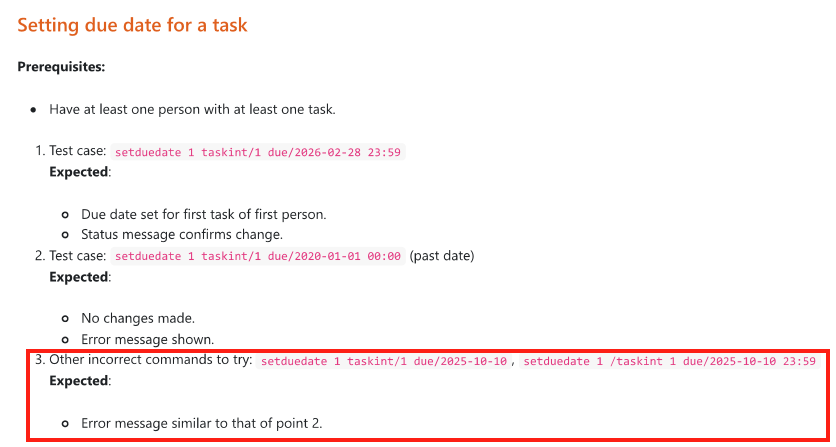 Setting due date for a task
Prerequisites:
Have at least one person with at least one task.
1. Test case: setduedate 1 taskint/1 due/2026-02-28 23:59
Expected:
Due date set for first task of first person.
Status message confirms change.
2. Test case: setduedate 1 taskint/1 due/2020-01-01 00:00 (past date)
Expected:
No changes made.
Error message shown.
3. Other incorrect commands to try: setduedate 1 taskint/1 due/2025-10-10, setduedate 1 /taskint 1 due/2025-10-10 23:59
Expected:
Error message similar to that of point 2.